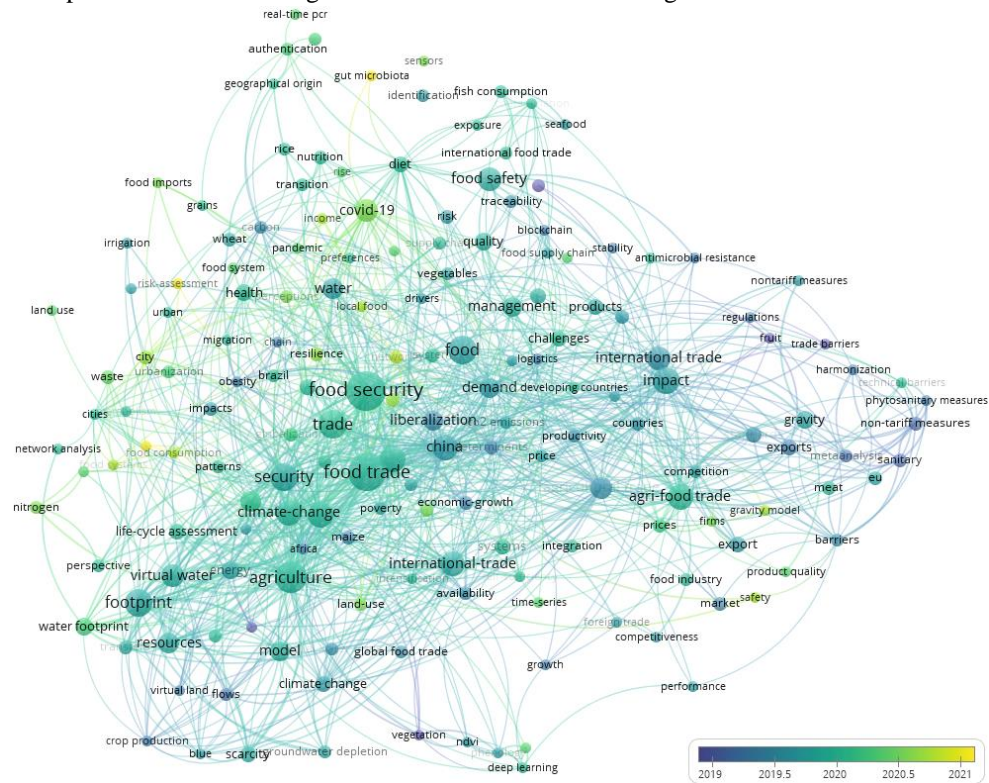 real-time pcr
authentication
sensors
gut microbiota
geographical origin
identification
fish consumption
exposure
seafood
rice
nutrition
international food trade
diet
rise
food imports
transition
food safety
traceability
grains
covid-19
income
risk
carbon
blockchain
irrigation
wheat
pandemic
preferences
supply chain
quality
food supply chain
stability
antimicrobial resistance
food system
vegetables
risk-assessment
health
perceptions
water
nontariff measures
land use
urban
local food
drivers
management
products
regulations
migration
chain
challenges
fruit
trade barriers
city
resilience
food
logistics
international trade
waste
urbanization
obesity
brazil
harmonization
technical barriers
food security
demand
developing countries
impact
phytosanitary measures
cities
impacts
trade
liberalization
countries
gravity
non-tariff measures
network analysis
food consumption
china
determinants
productivity
price
exports
metaanalysis
sanitary
patterns
security
food trade
competition
eu
meat
nitrogen
climate-change
poverty
economic-growth
agri-food trade
gravity model
life-cycle assessment
maize
prices
firms
africa
systems
integration
export
barriers
perspective
virtual water
energy
agriculture
international-trade
intensification
food industry
product quality
footprint
land-use
availability
time-series
market
safety
water footprint
foreign trade
resources
competitiveness
model
global food trade
growth
virtual land
flows
climate change
performance
crop production
blue
scarcity
groundwater depletion
vegetation
ndvi
deep learning
2019
2019.5
2020
2020.5
2021